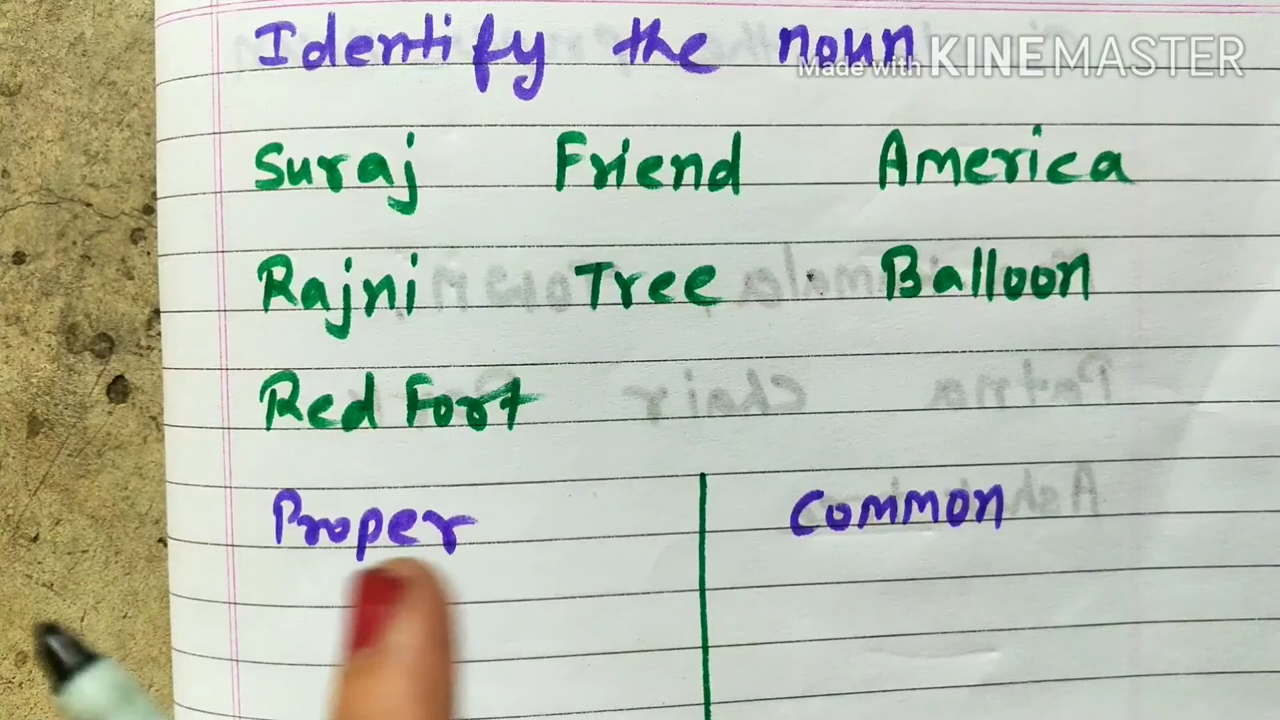 Identify the noun
Made with KINEMASTER
Suraj Friend America
Rajni Tree Balloon
Red Fort
Proper Common